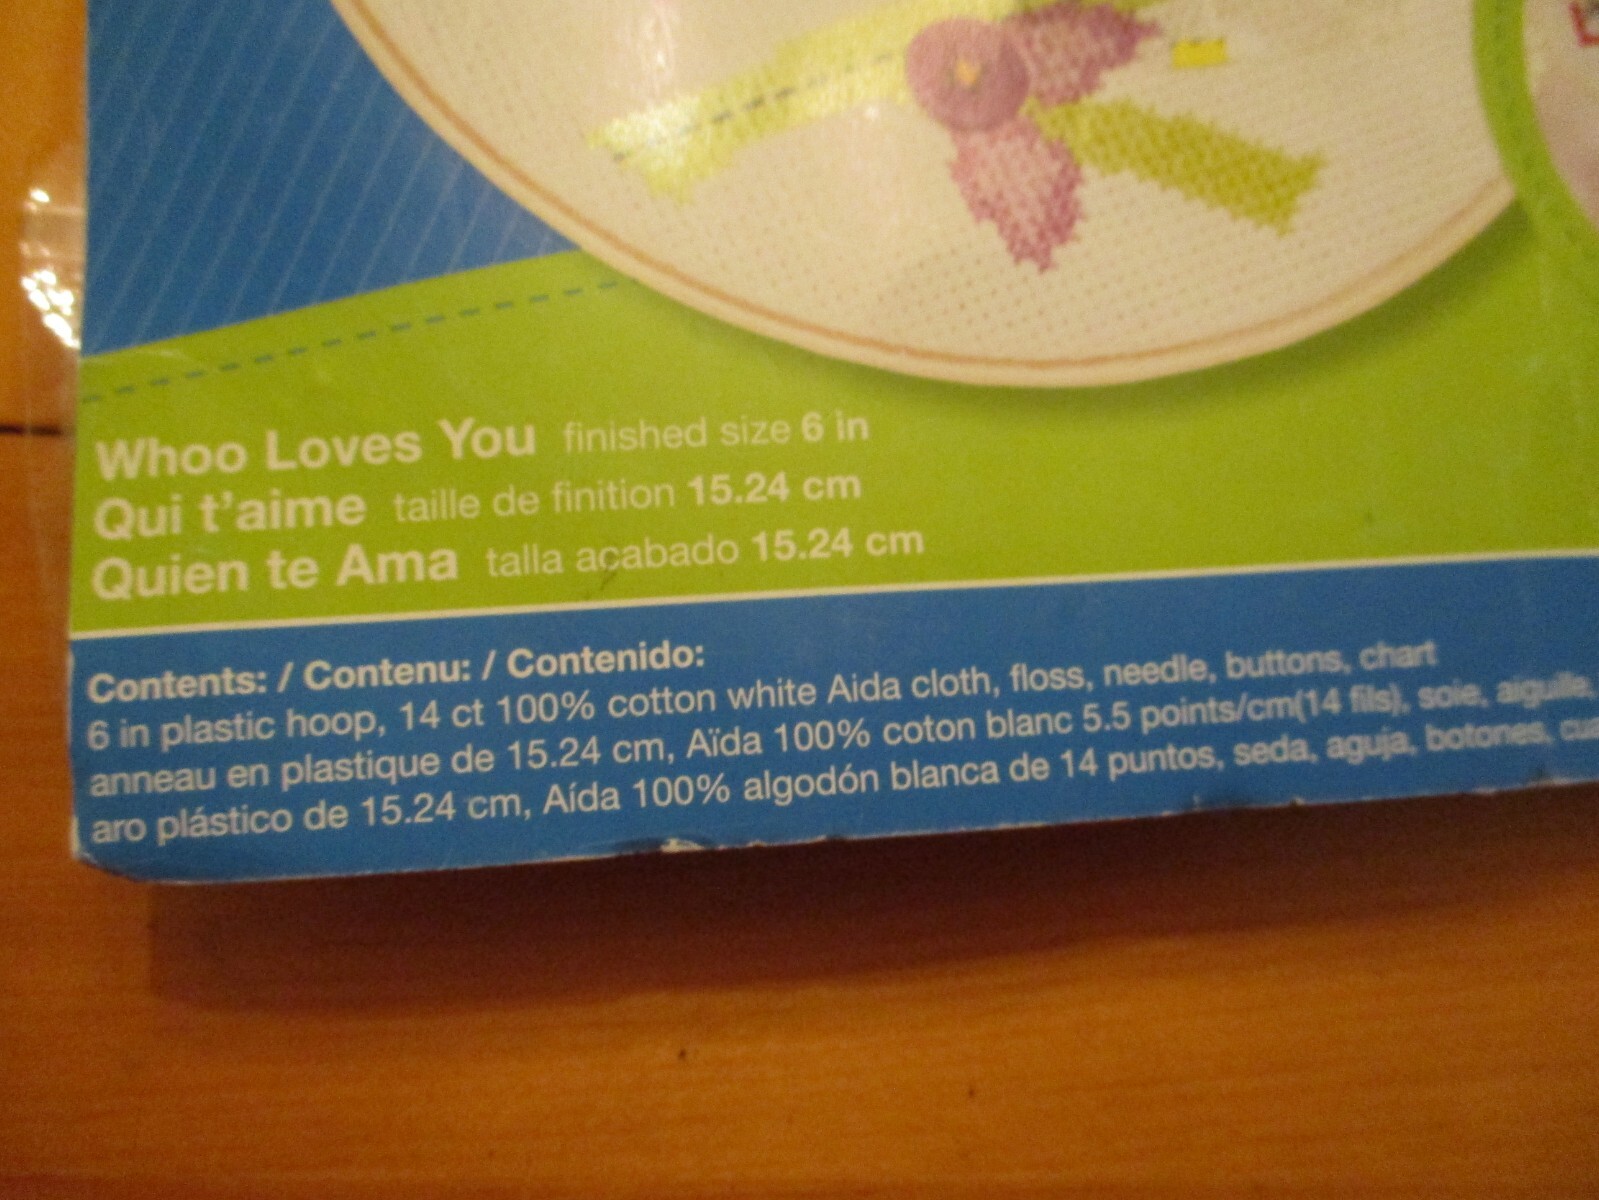 Whoo Loves You finished size 6 in
Qui t'aime taille de finition 15.24 cm
Quien te Ama talla acabado 15.24 cm
Contents: / Contenu: / Contenido:
6 in plastic hoop, 14 ct 100% cotton white Aida cloth, floss, needle, buttons, chart
anneau en plastique de 15.24 cm, Aïda 100% coton blanc 5.5 points/cm(14 fils), soie, aiguille,
aro plástico de 15.24 cm, Aída 100% algodón blanca de 14 puntos, seda, aguja, botones,